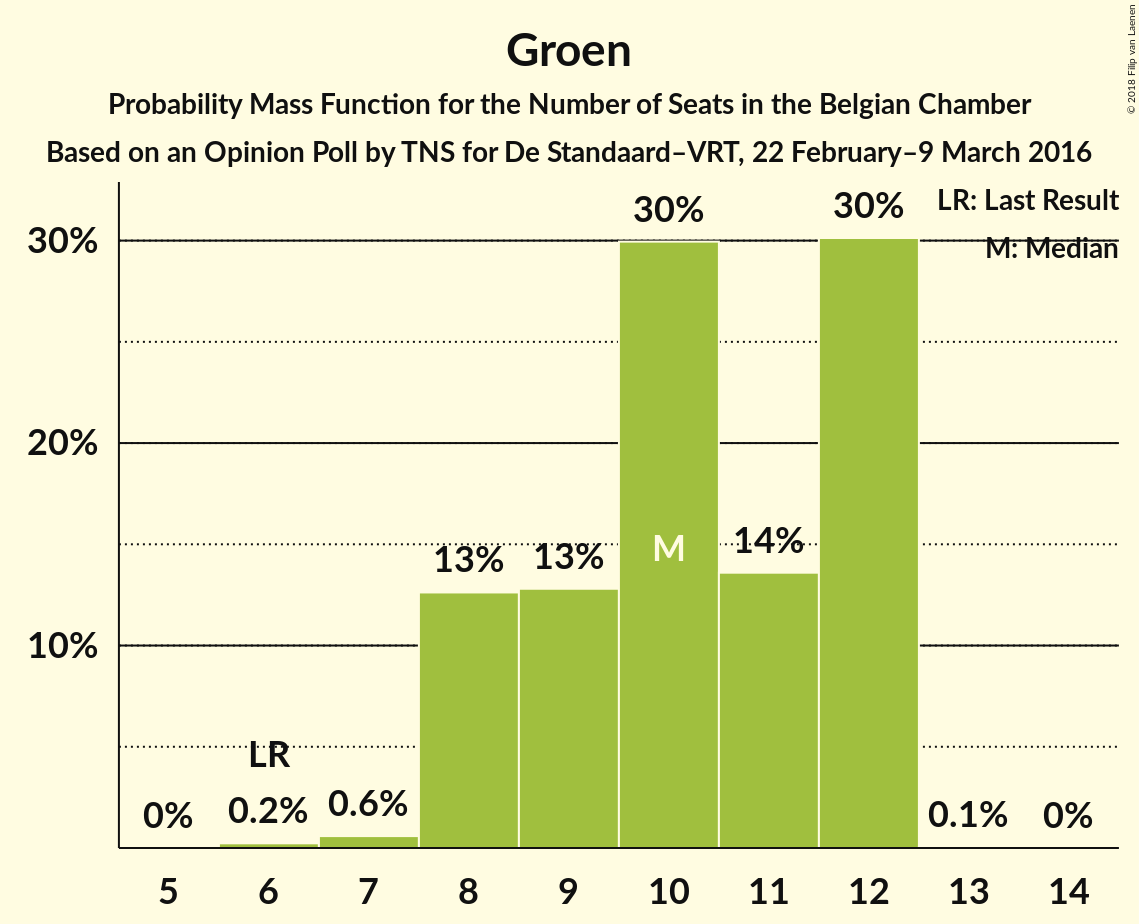 Groen
Probability Mass Function for the Number of Seats in the Belgian Chamber
Based on an Opinion Poll by TNS for De Standaard–VRT, 22 February–9 March 2016
© 2018 Filip van Laenen
LR: Last Result
M: Median
30%
20%
10%
0%
LR
0.2%
0.6%
13%
13%
30%
M
14%
30%
0.1%
0%
5 6 7 8 9 10 11 12 13 14